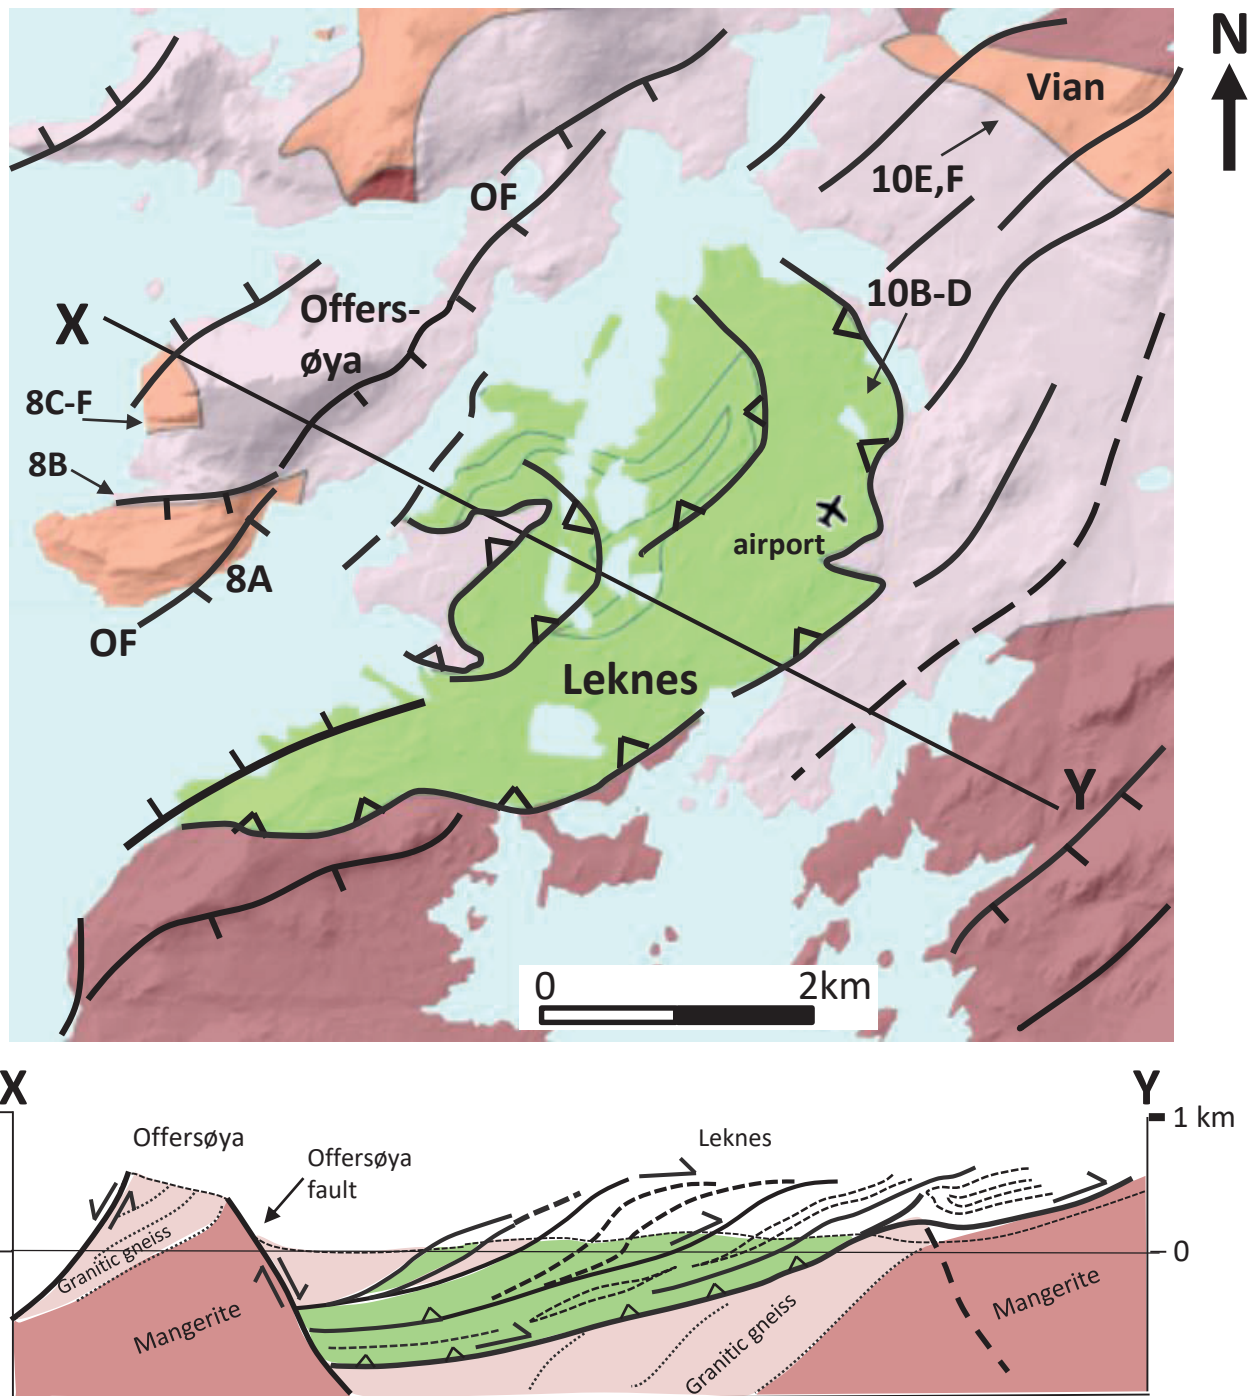 N
Vian
10E,F
OF
10B-D
X
Offers-
øya
8C-F
8B
airport
8A
OF
Leknes
Y
0 2km
X
Y
1 km
Offersøya
Leknes
Offersøya
fault
Granitic gneiss
0
Mangerite
Mangerite
Granitic gneiss